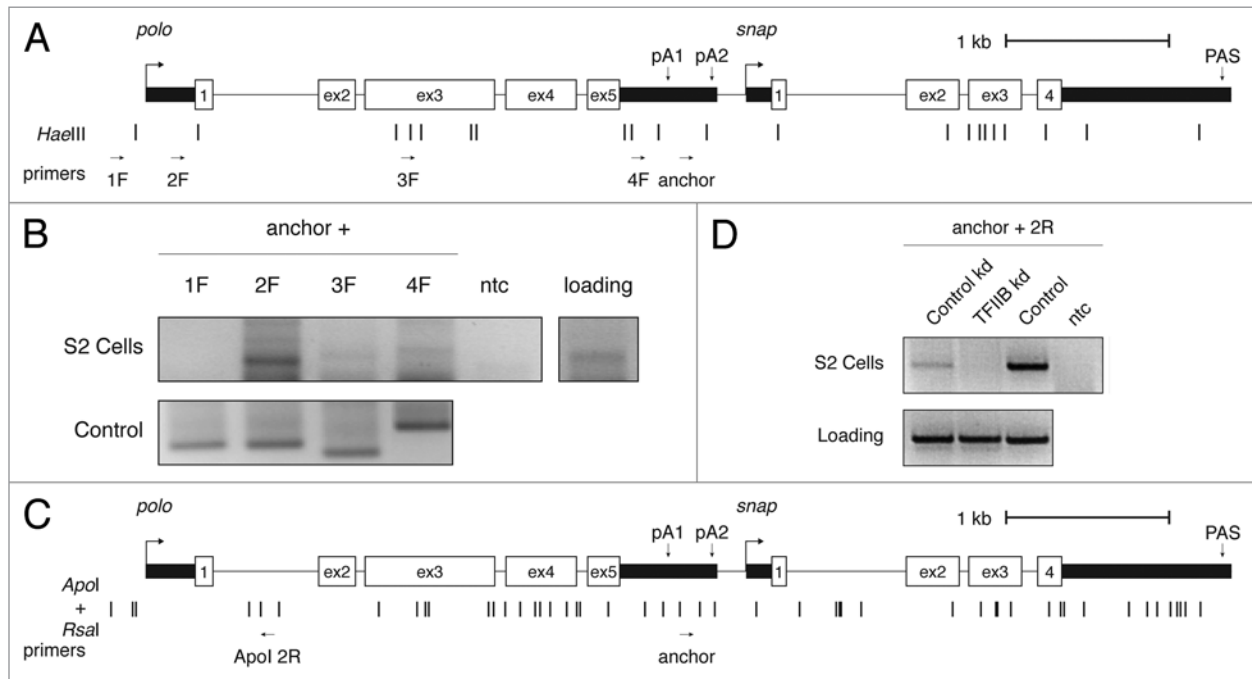 A
polo
snap
1 kb
pA1 pA2
PAS
1 ex2 ex3 ex4 ex5 1 ex2 ex3 4
HaeIII
primers
1F 2F 3F 4F anchor
B
anchor +
1F 2F 3F 4F ntc loading
S2 Cells
Control
D
anchor + 2R
Control kd TFIIB kd Control ntc
S2 Cells
Loading
C
polo
snap
1 kb
pA1 pA2
PAS
1 ex2 ex3 ex4 ex5 1 ex2 ex3 4
ApoI
+
RsaI
primers
ApoI 2R anchor